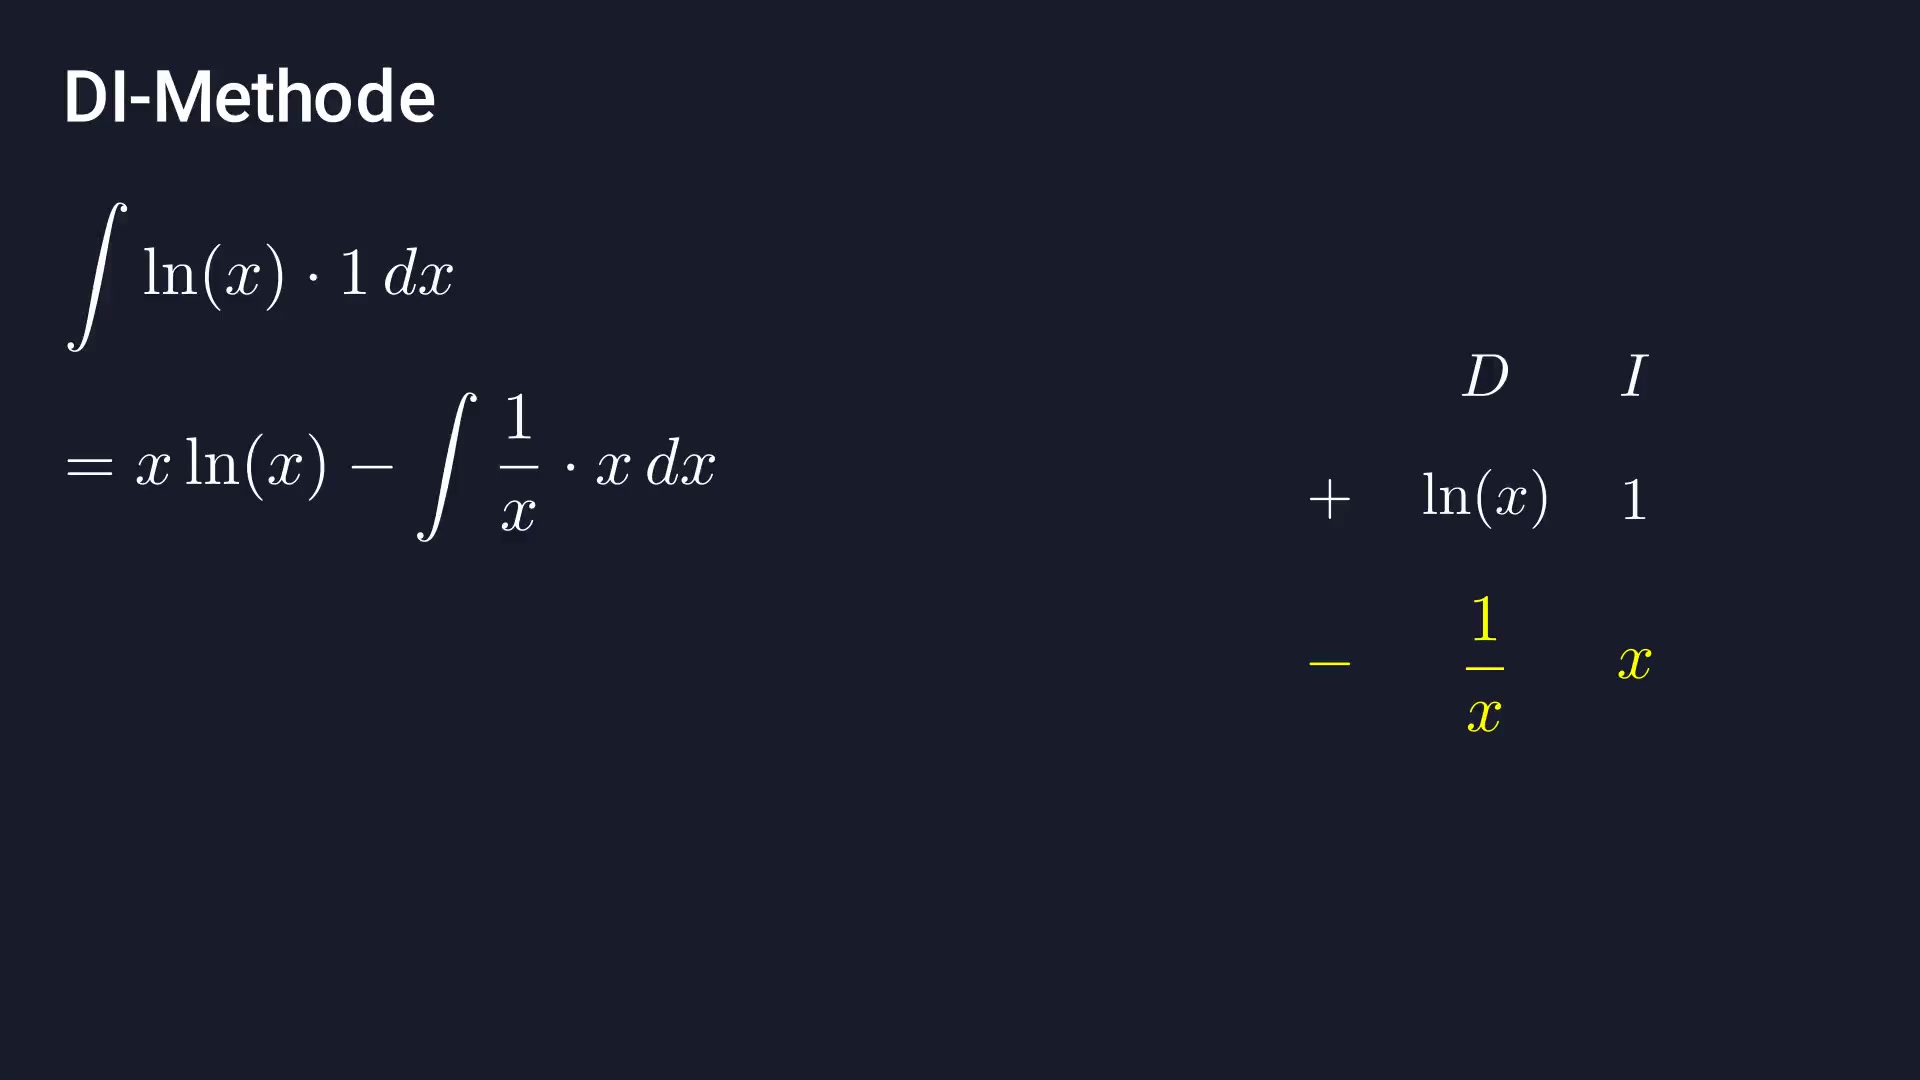 DI-Methode
∫ ln(x) · 1 dx
= x ln(x) − ∫ 1/x · x dx
D I
+ ln(x) 1
− 1/x x